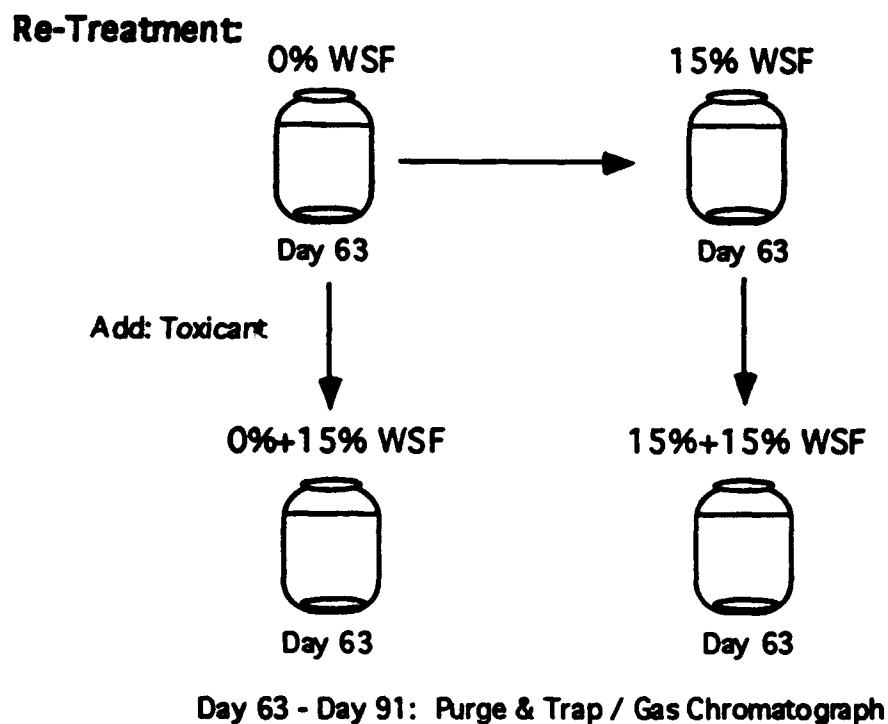 Re-Treatment:
0% WSF
15% WSF
Day 63
Day 63
Add: Toxicant
0%+15% WSF
15%+15% WSF
Day 63
Day 63
Day 63 - Day 91: Purge & Trap / Gas Chromatograph